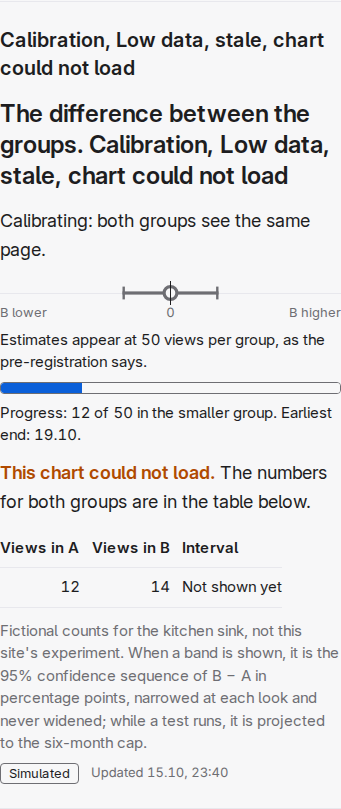 Calibration, Low data, stale, chart
could not load
The difference between the
groups. Calibration, Low data,
stale, chart could not load
Calibrating: both groups see the same
page.
B lower 0 B higher
Estimates appear at 50 views per group, as the
pre-registration says.
Progress: 12 of 50 in the smaller group. Earliest
end: 19.10.
This chart could not load. The numbers
for both groups are in the table below.
Views in A Views in B Interval
12 14 Not shown yet
Fictional counts for the kitchen sink, not this
site's experiment. When a band is shown, it is the
95% confidence sequence of B − A in
percentage points, narrowed at each look and
never widened; while a test runs, it is projected
to the six-month cap.
Simulated Updated 15.10, 23:40